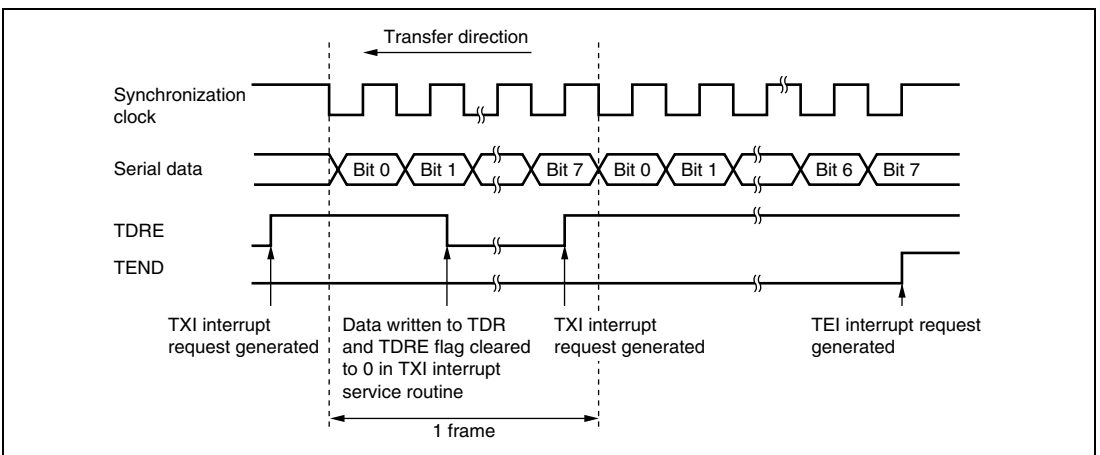 Transfer direction
Synchronization
clock
Serial data
Bit 0 Bit 1 Bit 7 Bit 0 Bit 1 Bit 6 Bit 7
TDRE
TEND
TXI interrupt
request generated
Data written to TDR
and TDRE flag cleared
to 0 in TXI interrupt
service routine
TXI interrupt
request generated
TEI interrupt request
generated
1 frame